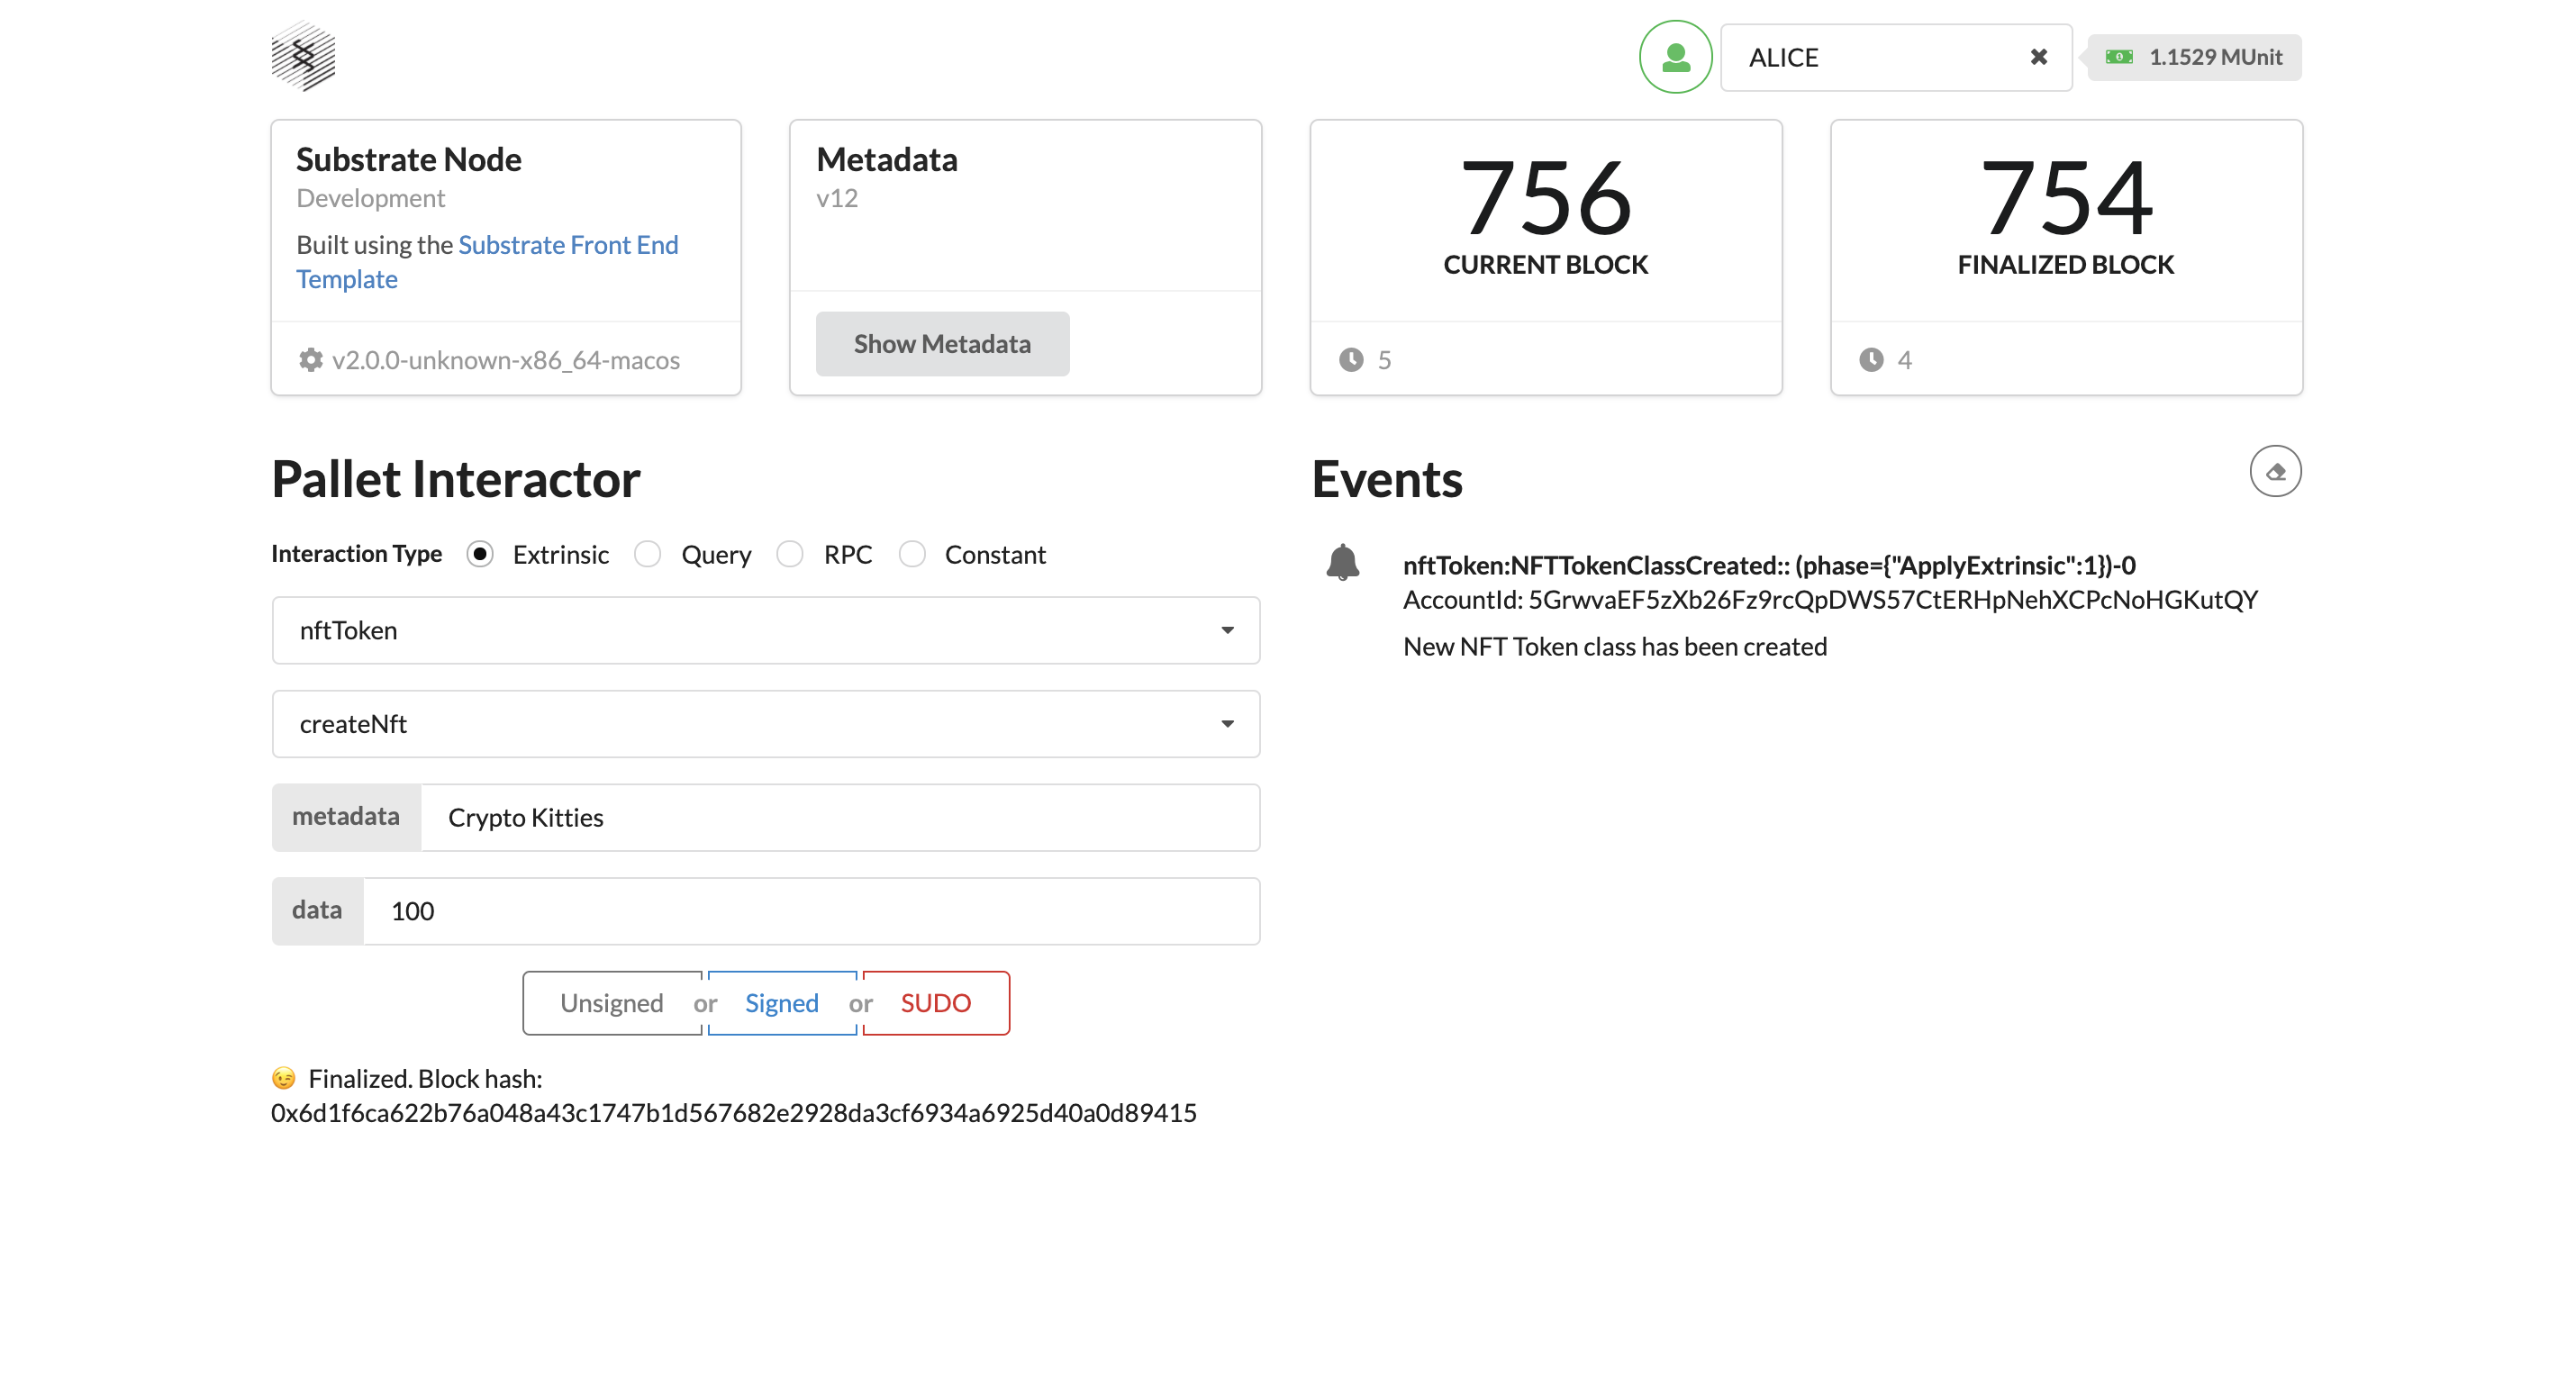 ALICE
1.1529 MUnit
Substrate Node
Development
Built using the Substrate Front End
Template
v2.0.0-unknown-x86_64-macos
Metadata
v12
Show Metadata
756
CURRENT BLOCK
5
754
FINALIZED BLOCK
4
Pallet Interactor
Interaction Type Extrinsic Query RPC Constant
nftToken
createNft
metadata Crypto Kitties
data 100
Unsigned or Signed or SUDO
😉 Finalized. Block hash:
0x6d1f6ca622b76a048a43c1747b1d567682e2928da3cf6934a6925d40a0d89415
Events
nftToken:NFTTokenClassCreated:: (phase={"ApplyExtrinsic":1})-0
AccountId: 5GrwvaEF5zXb26Fz9rcQpDWS57CtERHpNehXCPcNoHGKutQY
New NFT Token class has been created